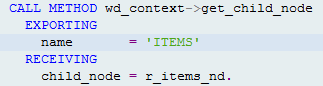 CALL METHOD wd_context->get_child_node
EXPORTING
name = 'ITEMS'
RECEIVING
child_node = r_items_nd.